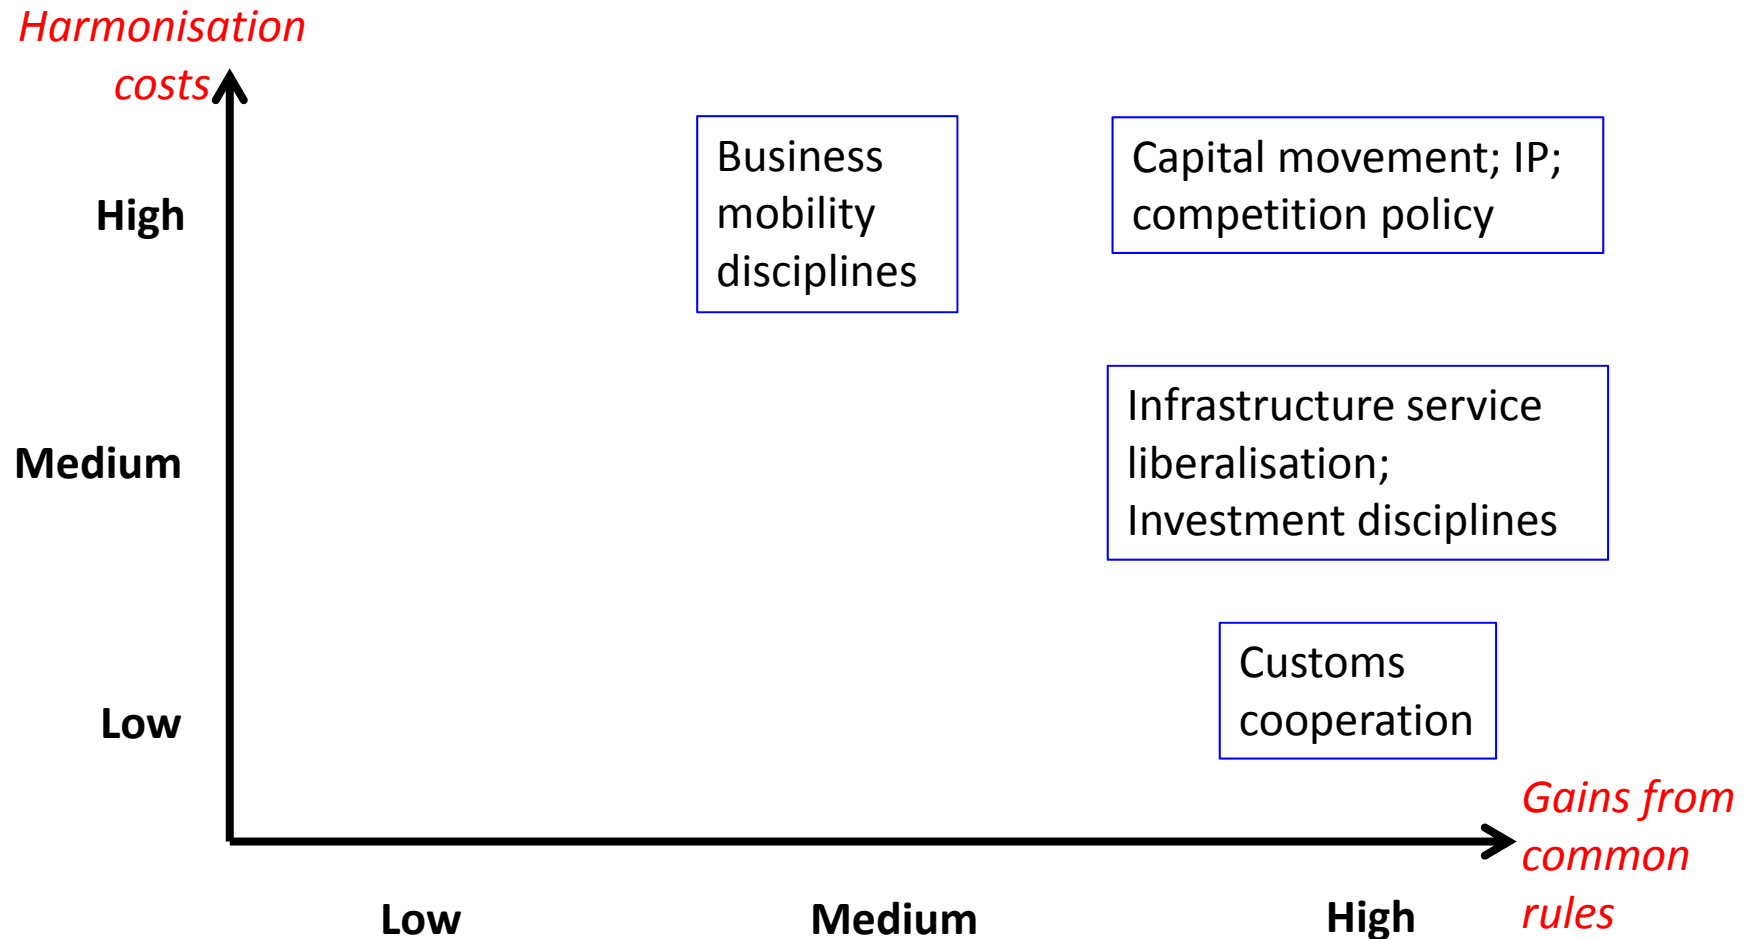 Harmonisation
costs
High
Business
mobility
disciplines
Capital movement; IP;
competition policy
Medium
Infrastructure service
liberalisation;
Investment disciplines
Low
Customs
cooperation
Gains from
common
rules
Low
Medium
High